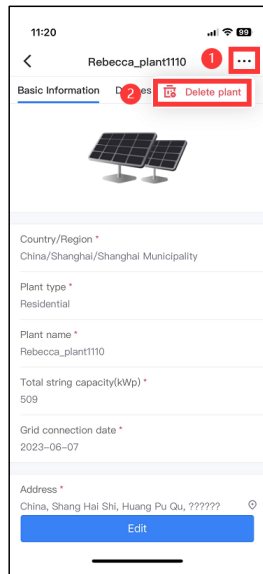 11:20
99
Rebecca_plant1110
1
Basic Information
2
Delete plant
Country/Region *
China/Shanghai/Shanghai Municipality
Plant type *
Residential
Plant name *
Rebecca_plant1110
Total string capacity(kWp) *
509
Grid connection date *
2023-06-07
Address *
China, Shang Hai Shi, Huang Pu Qu, ??????
Edit